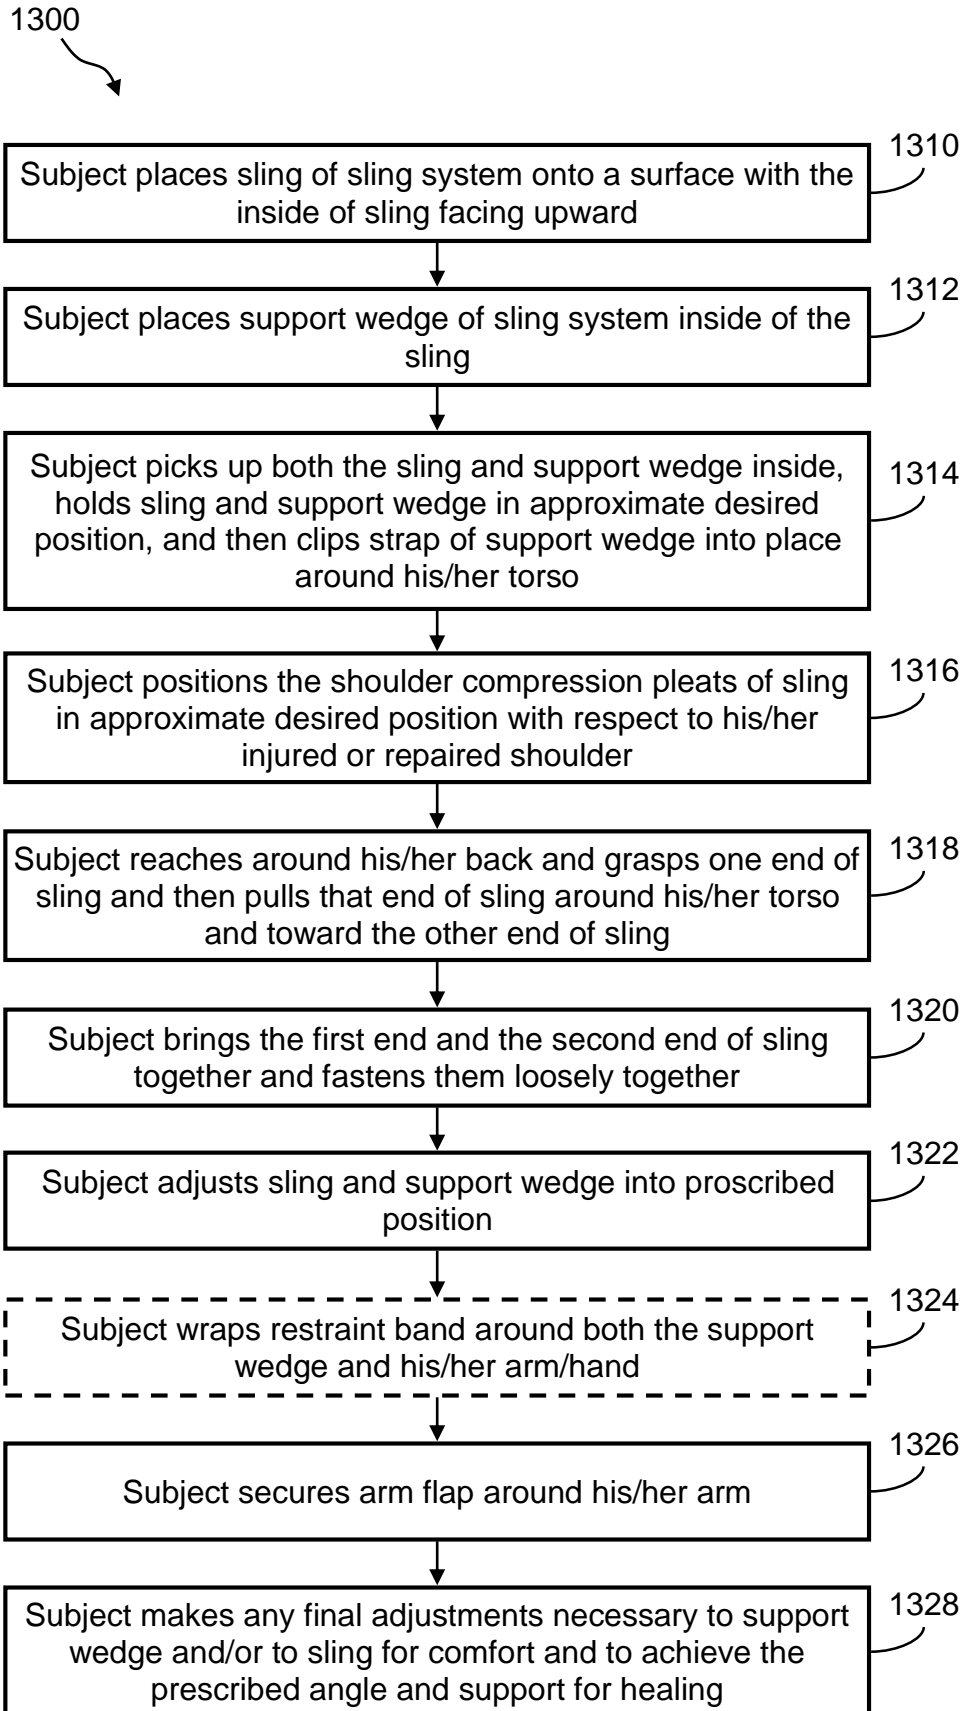 1300
1310
Subject places sling of sling system onto a surface with the
inside of sling facing upward
1312
Subject places support wedge of sling system inside of the
sling
1314
Subject picks up both the sling and support wedge inside,
holds sling and support wedge in approximate desired
position, and then clips strap of support wedge into place
around his/her torso
1316
Subject positions the shoulder compression pleats of sling
in approximate desired position with respect to his/her
injured or repaired shoulder
1318
Subject reaches around his/her back and grasps one end of
sling and then pulls that end of sling around his/her torso
and toward the other end of sling
1320
Subject brings the first end and the second end of sling
together and fastens them loosely together
1322
Subject adjusts sling and support wedge into proscribed
position
1324
Subject wraps restraint band around both the support
wedge and his/her arm/hand
1326
Subject secures arm flap around his/her arm
1328
Subject makes any final adjustments necessary to support
wedge and/or to sling for comfort and to achieve the
prescribed angle and support for healing